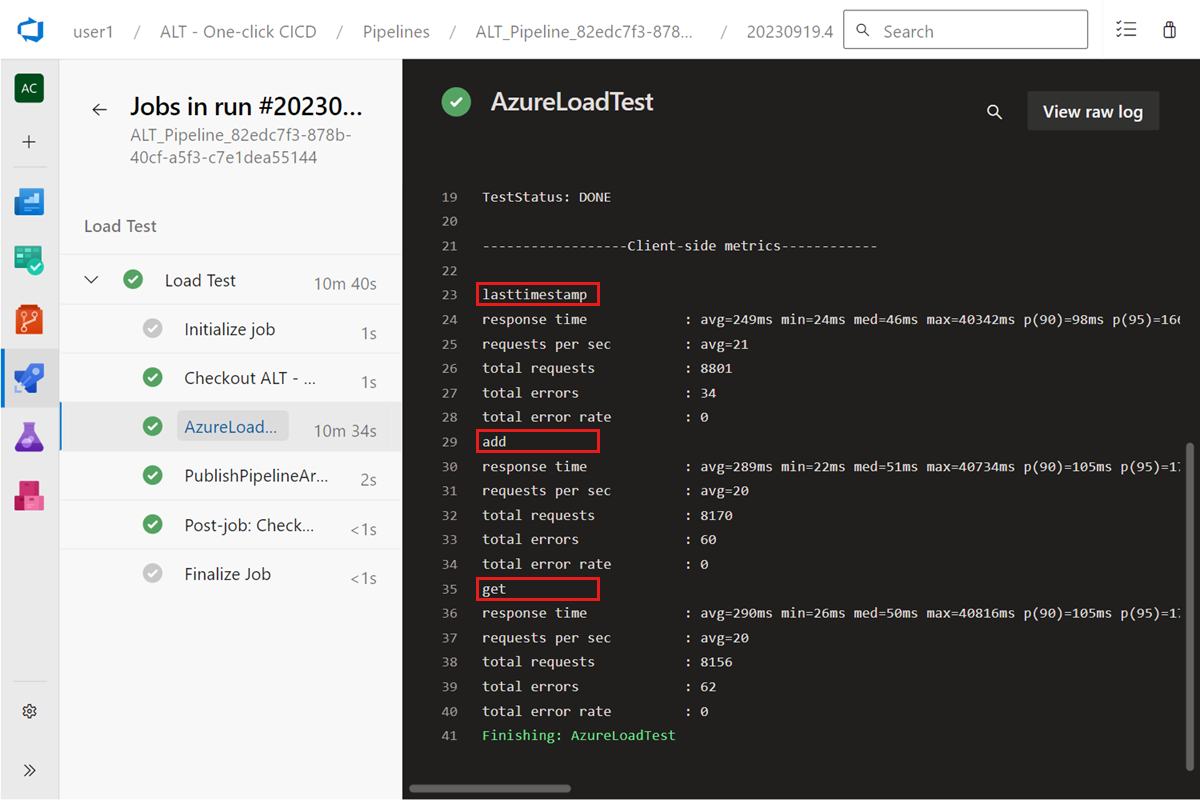 user1 / ALT - One-click CICD / Pipelines / ALT_Pipeline_82edc7f3-878... / 20230919.4 Search
AC
Jobs in run #20230...
ALT_Pipeline_82edc7f3-878b-
40cf-a5f3-c7e1dea55144
Load Test
Load Test 10m 40s
Initialize job 1s
Checkout ALT - ... 1s
AzureLoad... 10m 34s
PublishPipelineAr... 2s
Post-job: Check... <1s
Finalize Job <1s
AzureLoadTest
View raw log
19 TestStatus: DONE
20
21 ------------------Client-side metrics------------
22
23 lasttimestamp
24 response time : avg=249ms min=24ms med=46ms max=40342ms p(90)=98ms p(95)=166
25 requests per sec : avg=21
26 total requests : 8801
27 total errors : 34
28 total error rate : 0
29 add
30 response time : avg=289ms min=22ms med=51ms max=40734ms p(90)=105ms p(95)=17
31 requests per sec : avg=20
32 total requests : 8170
33 total errors : 60
34 total error rate : 0
35 get
36 response time : avg=290ms min=26ms med=50ms max=40816ms p(90)=105ms p(95)=17
37 requests per sec : avg=20
38 total requests : 8156
39 total errors : 62
40 total error rate : 0
41 Finishing: AzureLoadTest